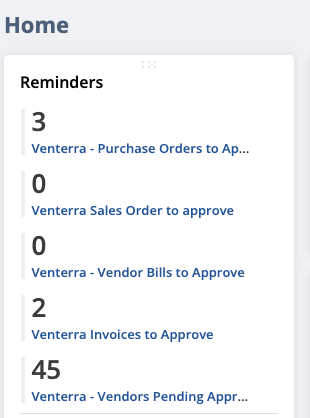 Home
Reminders
3
Venterra - Purchase Orders to Ap...
0
Venterra Sales Order to approve
0
Venterra - Vendor Bills to Approve
2
Venterra Invoices to Approve
45
Venterra - Vendors Pending Appr...